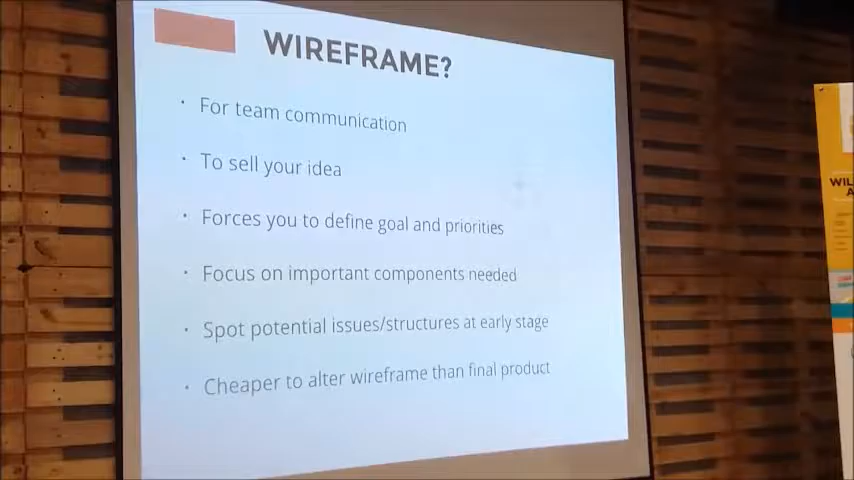 WIREFRAME?
· For team communication
· To sell your idea
· Forces you to define goal and priorities
· Focus on important components needed
· Spot potential issues/structures at early stage
· Cheaper to alter wireframe than final product
WIL
A